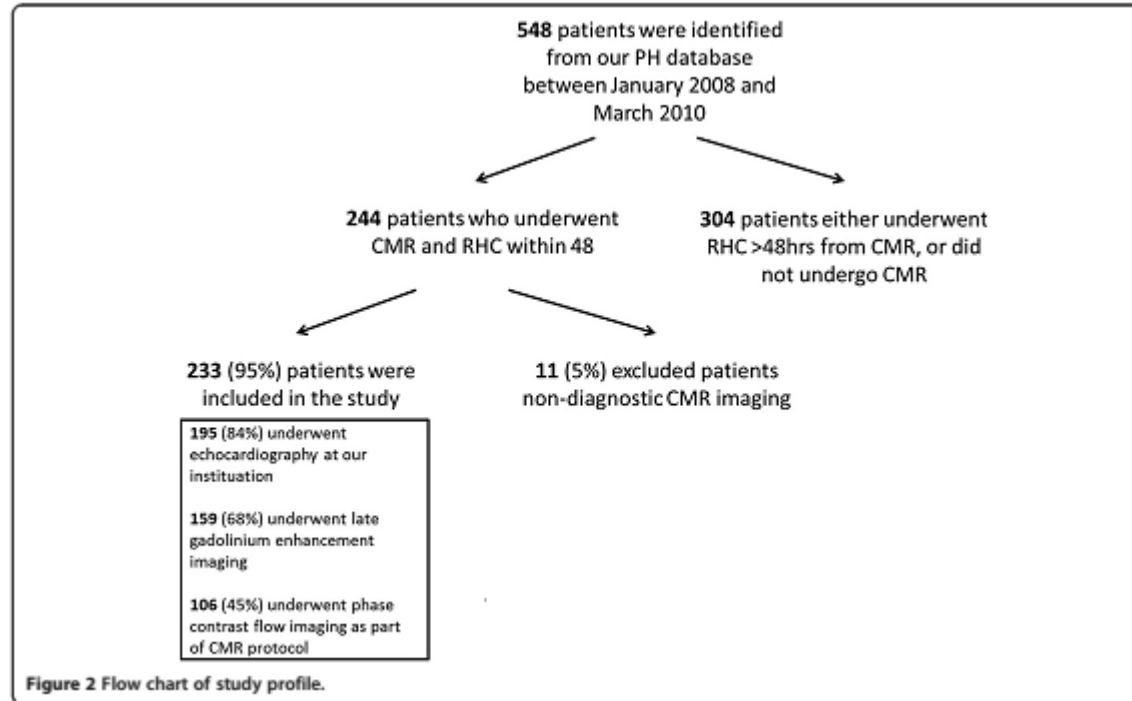 548 patients were identified
from our PH database
between January 2008 and
March 2010
244 patients who underwent
CMR and RHC within 48
304 patients either underwent
RHC >48hrs from CMR, or did
not undergo CMR
233 (95%) patients were
included in the study
11 (5%) excluded patients
non-diagnostic CMR imaging
195 (84%) underwent
echocardiography at our
instituation
159 (68%) underwent late
gadolinium enhancement
imaging
106 (45%) underwent phase
contrast flow imaging as part
of CMR protocol
Figure 2 Flow chart of study profile.